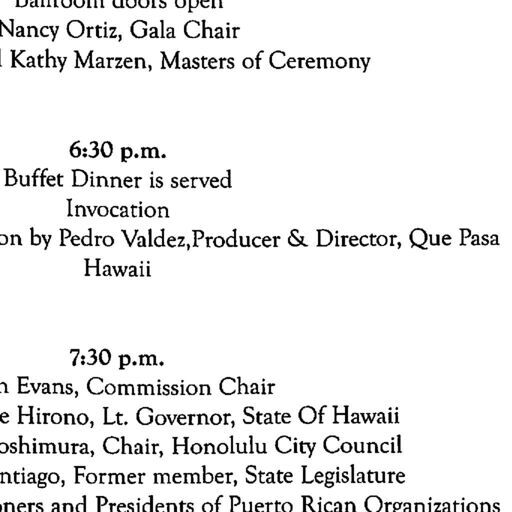 Ballroom doors open
Nancy Ortiz, Gala Chair
Kathy Marzen, Masters of Ceremony
6:30 p.m.
Buffet Dinner is served
Invocation
on by Pedro Valdez,Producer & Director, Que Pasa
Hawaii
7:30 p.m.
n Evans, Commission Chair
e Hirono, Lt. Governor, State Of Hawaii
oshimura, Chair, Honolulu City Council
ntiago, Former member, State Legislature
oners and Presidents of Puerto Rican Organizations